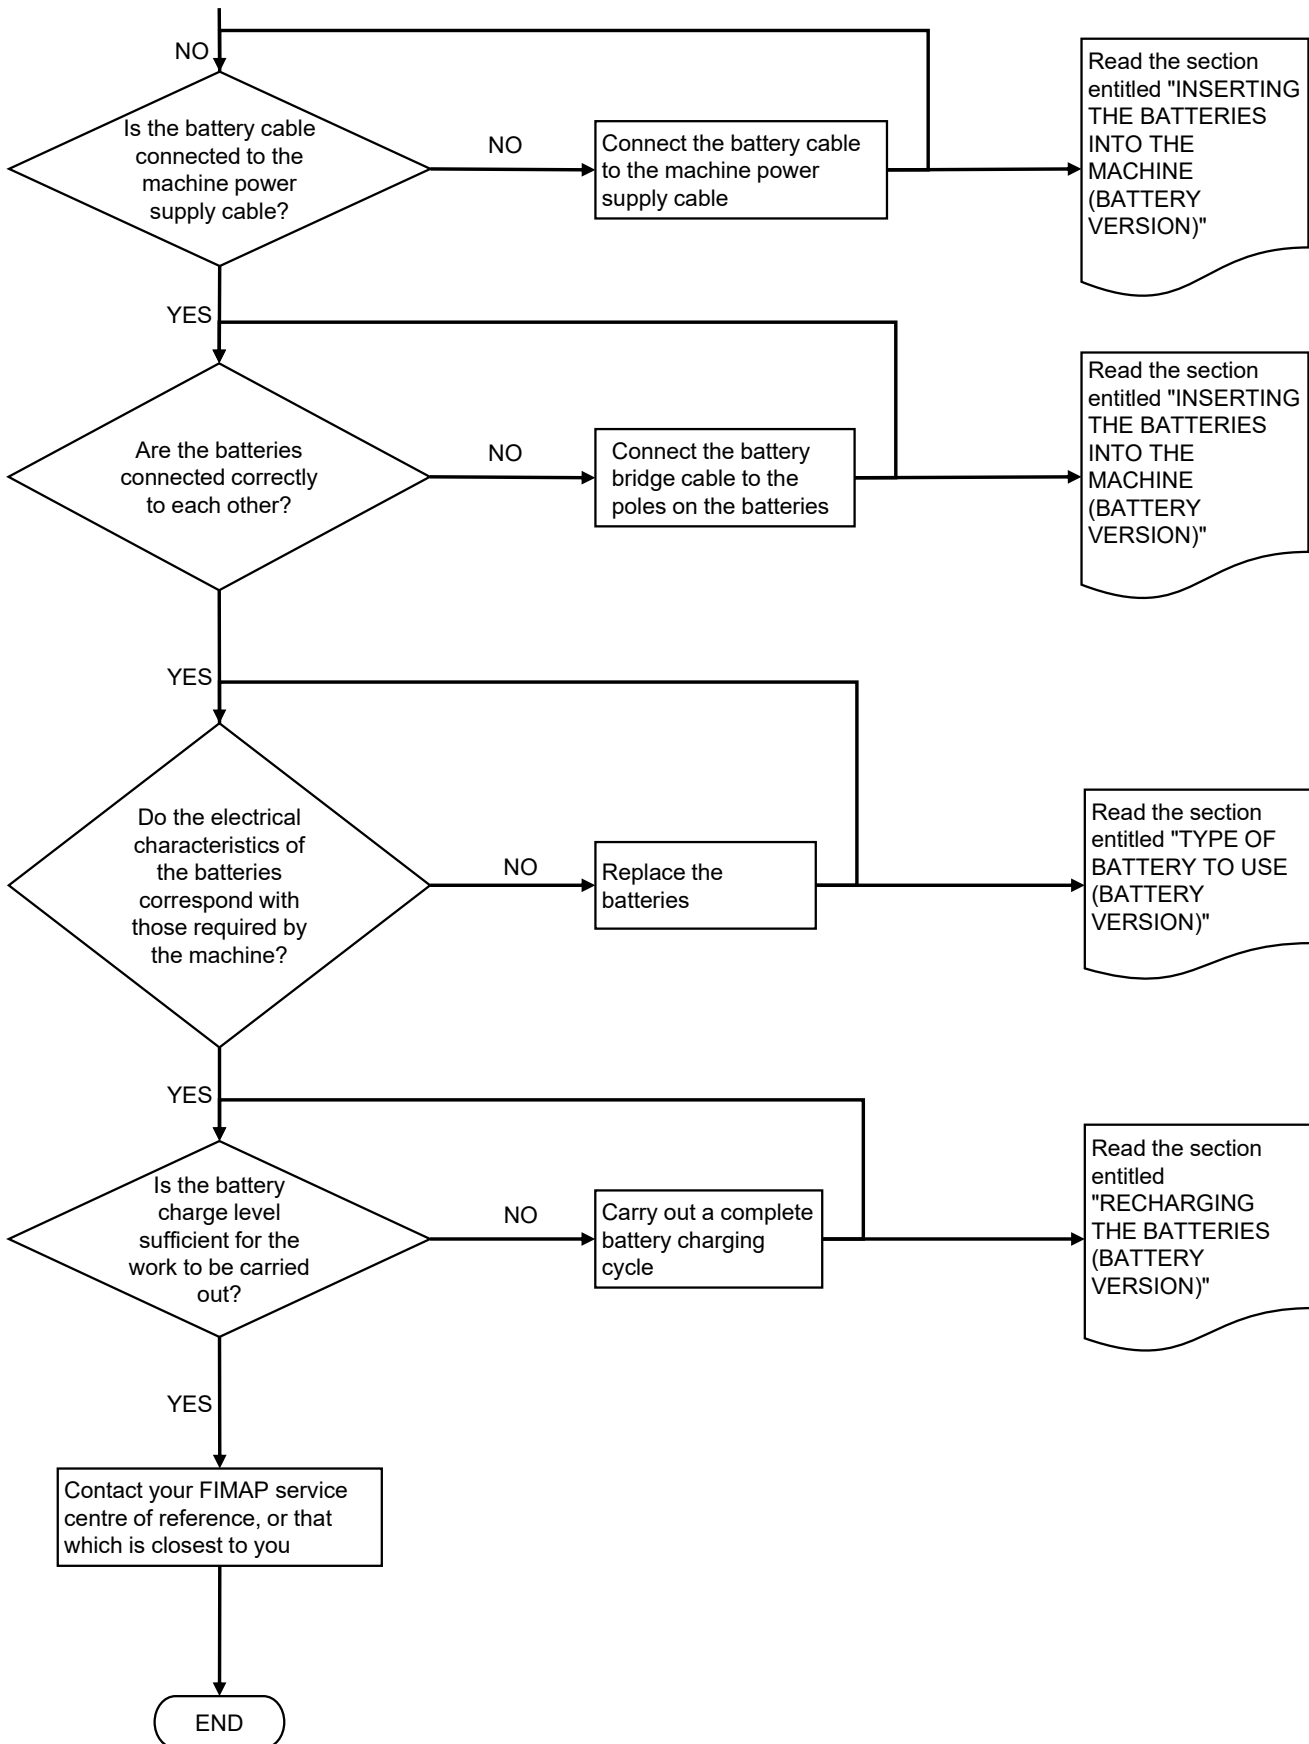 NO
Is the battery cable
connected to the
machine power
supply cable?
NO
Connect the battery cable
to the machine power
supply cable
Read the section
entitled "INSERTING
THE BATTERIES
INTO THE
MACHINE
(BATTERY
VERSION)"
YES
Are the batteries
connected correctly
to each other?
NO
Connect the battery
bridge cable to the
poles on the batteries
Read the section
entitled "INSERTING
THE BATTERIES
INTO THE
MACHINE
(BATTERY
VERSION)"
YES
Do the electrical
characteristics of
the batteries
correspond with
those required by
the machine?
NO
Replace the
batteries
Read the section
entitled "TYPE OF
BATTERY TO USE
(BATTERY
VERSION)"
YES
Is the battery
charge level
sufficient for the
work to be carried
out?
NO
Carry out a complete
battery charging
cycle
Read the section
entitled
"RECHARGING
THE BATTERIES
(BATTERY
VERSION)"
YES
Contact your FIMAP service
centre of reference, or that
which is closest to you
END